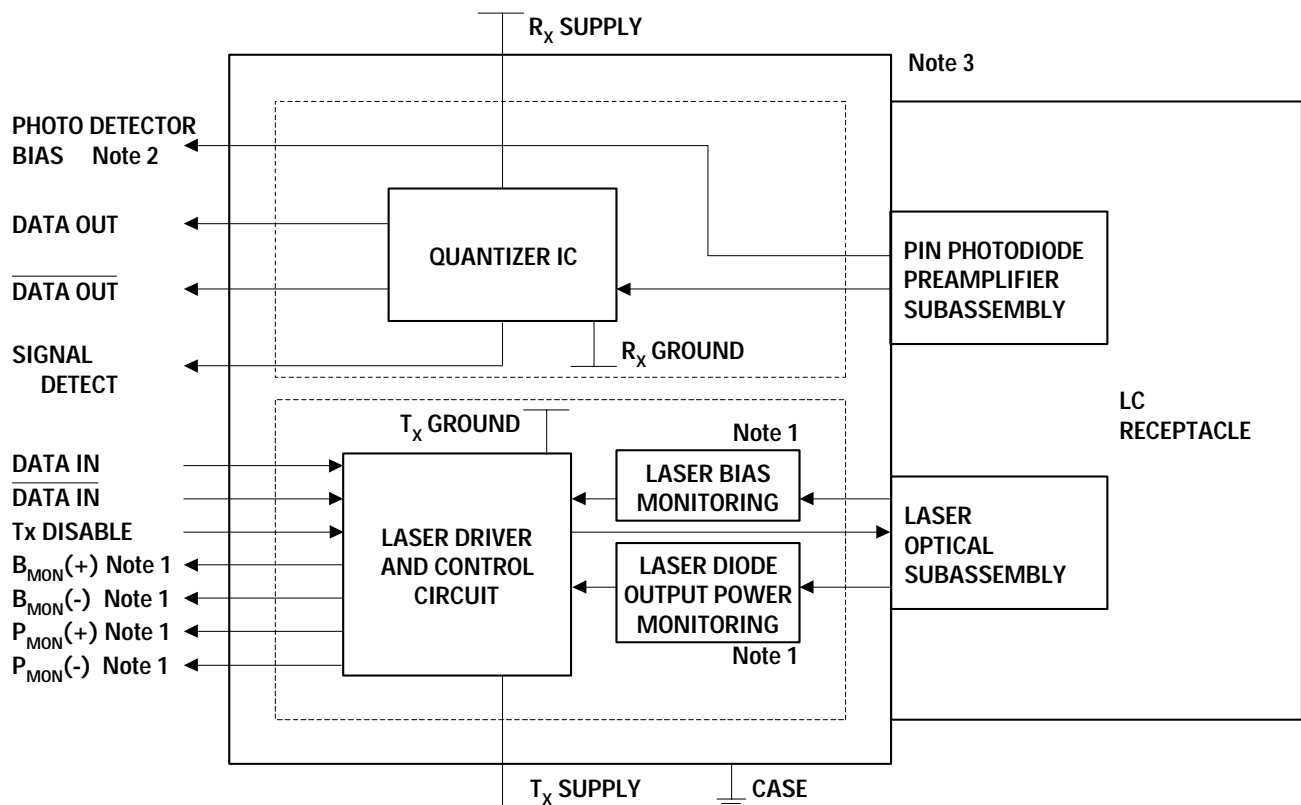 R_X SUPPLY
Note 3
PHOTO DETECTOR
BIAS Note 2
DATA OUT
QUANTIZER IC
PIN PHOTODIODE
PREAMPLIFIER
SUBASSEMBLY
DATA OUT
R_X GROUND
SIGNAL
DETECT
LC
RECEPTACLE
T_X GROUND
Note 1
DATA IN
DATA IN
Tx DISABLE
B_MON(+) Note 1
B_MON(-) Note 1
P_MON(+) Note 1
P_MON(-) Note 1
LASER DRIVER
AND CONTROL
CIRCUIT
LASER BIAS
MONITORING
LASER DIODE
OUTPUT POWER
MONITORING
Note 1
LASER
OPTICAL
SUBASSEMBLY
T_X SUPPLY
CASE